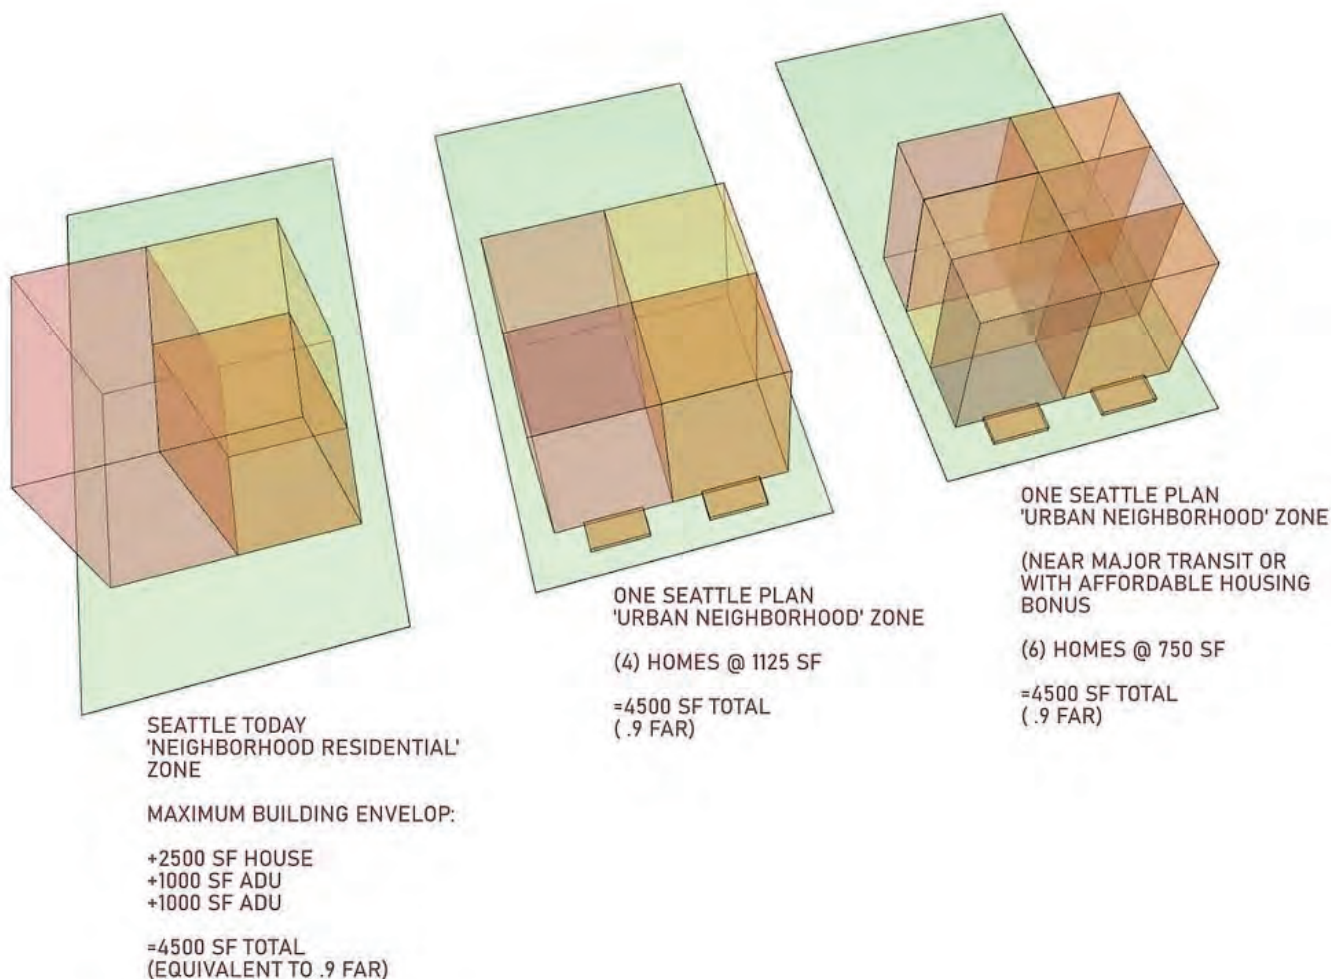 SEATTLE TODAY
'NEIGHBORHOOD RESIDENTIAL'
ZONE
MAXIMUM BUILDING ENVELOP:
+2500 SF HOUSE
+1000 SF ADU
+1000 SF ADU
=4500 SF TOTAL
(EQUIVALENT TO .9 FAR)
ONE SEATTLE PLAN
'URBAN NEIGHBORHOOD' ZONE
(4) HOMES @ 1125 SF
=4500 SF TOTAL
( .9 FAR)
ONE SEATTLE PLAN
'URBAN NEIGHBORHOOD' ZONE
(NEAR MAJOR TRANSIT OR
WITH AFFORDABLE HOUSING
BONUS
(6) HOMES @ 750 SF
=4500 SF TOTAL
( .9 FAR)